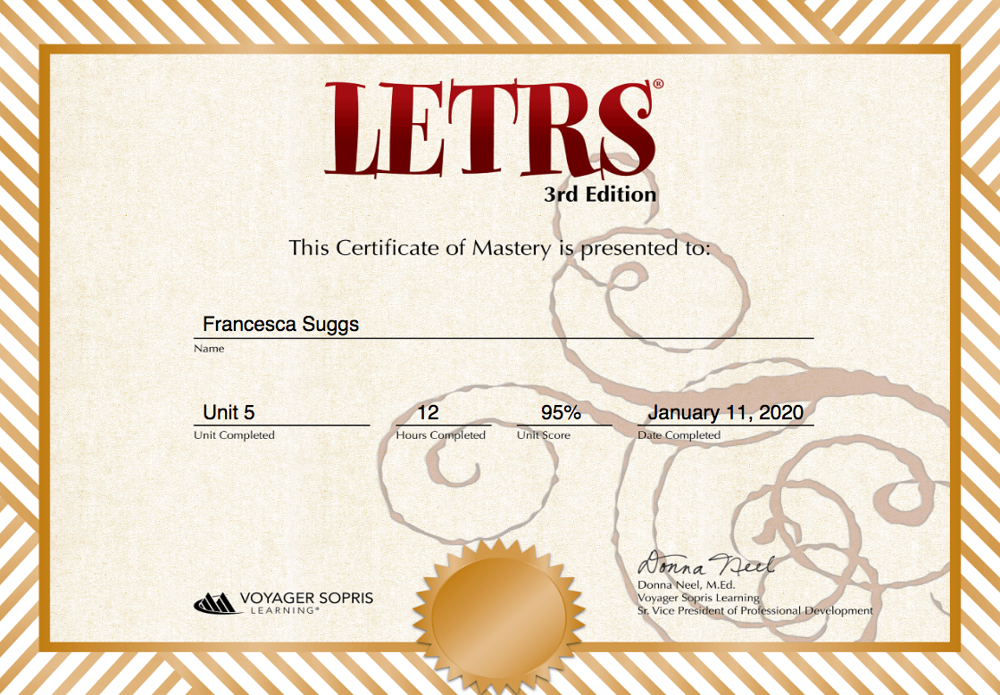 LETRS®
3rd Edition
This Certificate of Mastery is presented to:
Francesca Suggs
Name
Unit 5 12 95% January 11, 2020
Unit Completed Hours Completed Unit Score Date Completed
Donna Neel
Donna Neel, M.Ed.
Voyager Sopris Learning
Sr. Vice President of Professional Development
VOYAGER SOPRIS
LEARNING®